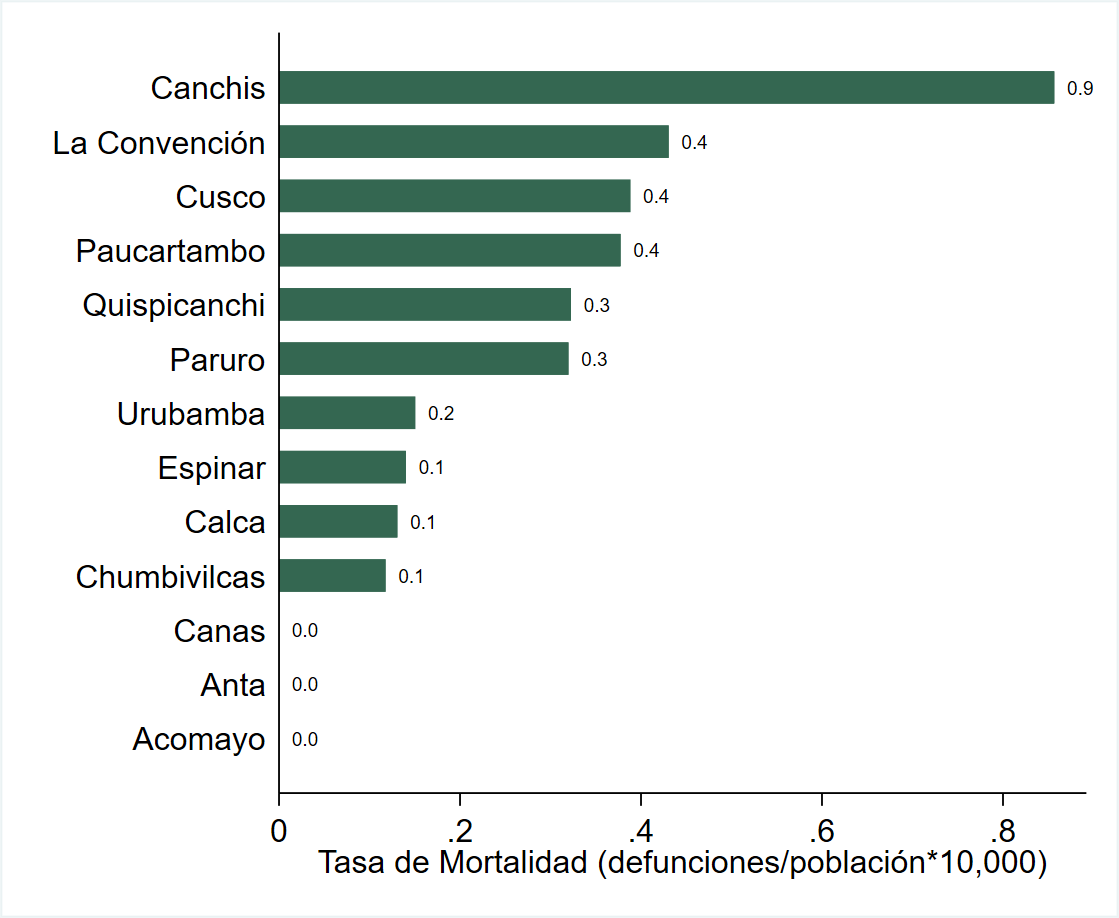 Canchis 0.9
La Convención 0.4
Cusco 0.4
Paucartambo 0.4
Quispicanchi 0.3
Paruro 0.3
Urubamba 0.2
Espinar 0.1
Calca 0.1
Chumbivilcas 0.1
Canas 0.0
Anta 0.0
Acomayo 0.0
0 .2 .4 .6 .8
Tasa de Mortalidad (defunciones/población*10,000)